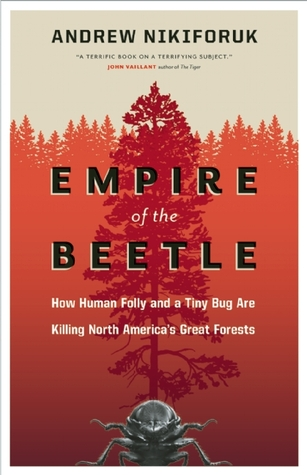 ANDREW NIKIFORUK
"A TERRIFIC BOOK ON A TERRIFYING SUBJECT."
JOHN VAILLANT author of The Tiger
EMPIRE
of the
BEETLE
How Human Folly and a Tiny Bug Are
Killing North America's Great Forests